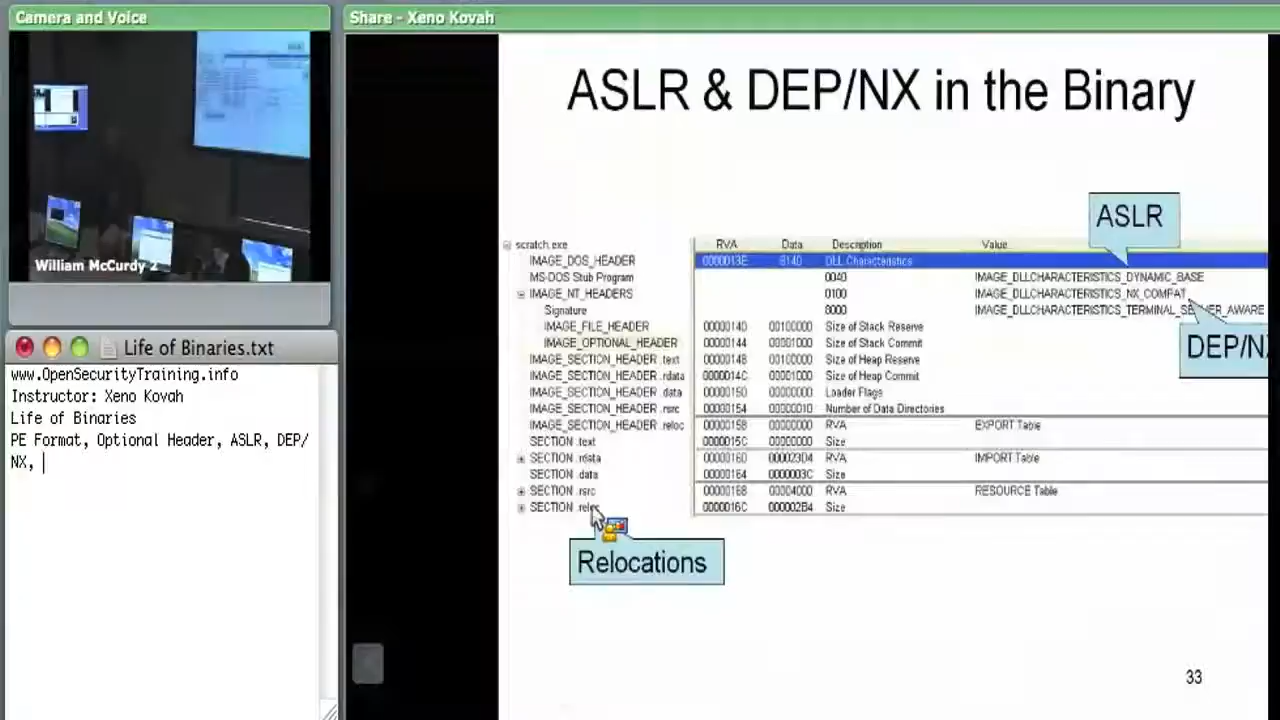 Camera and Voice
William McCurdy 2
Life of Binaries.txt
www.OpenSecurityTraining.info
Instructor: Xeno Kovah
Life of Binaries
PE Format, Optional Header, ASLR, DEP/
NX,
Share - Xeno Kovah
ASLR & DEP/NX in the Binary
ASLR
scratch.exe
IMAGE_DOS_HEADER
MS-DOS Stub Program
IMAGE_NT_HEADERS
Signature
IMAGE_FILE_HEADER
IMAGE_OPTIONAL_HEADER
IMAGE_SECTION_HEADER .text
IMAGE_SECTION_HEADER .rdata
IMAGE_SECTION_HEADER .data
IMAGE_SECTION_HEADER .rsrc
IMAGE_SECTION_HEADER .reloc
SECTION .text
SECTION .rdata
SECTION .data
SECTION .rsrc
SECTION
RVA Data Description Value
0000013E 8140 DLL Characteristics
0040 IMAGE_DLLCHARACTERISTICS_DYNAMIC_BASE
0100 IMAGE_DLLCHARACTERISTICS_NX_COMPAT
8000 IMAGE_DLLCHARACTERISTICS_TERMINAL_SERVER_AWARE
00000140 00100000 Size of Stack Reserve
00000144 00001000 Size of Stack Commit
00000148 00100000 Size of Heap Reserve
0000014C 00001000 Size of Heap Commit
00000150 00000000 Loader Flags
00000154 00000010 Number of Data Directories
00000158 00000000 RVA EXPORT Table
0000015C 00000000 Size
00000160 00002304 RVA IMPORT Table
00000164 0000003C Size
00000168 00004000 RVA RESOURCE Table
0000016C 000002B4 Size
DEP/N
Relocations
33